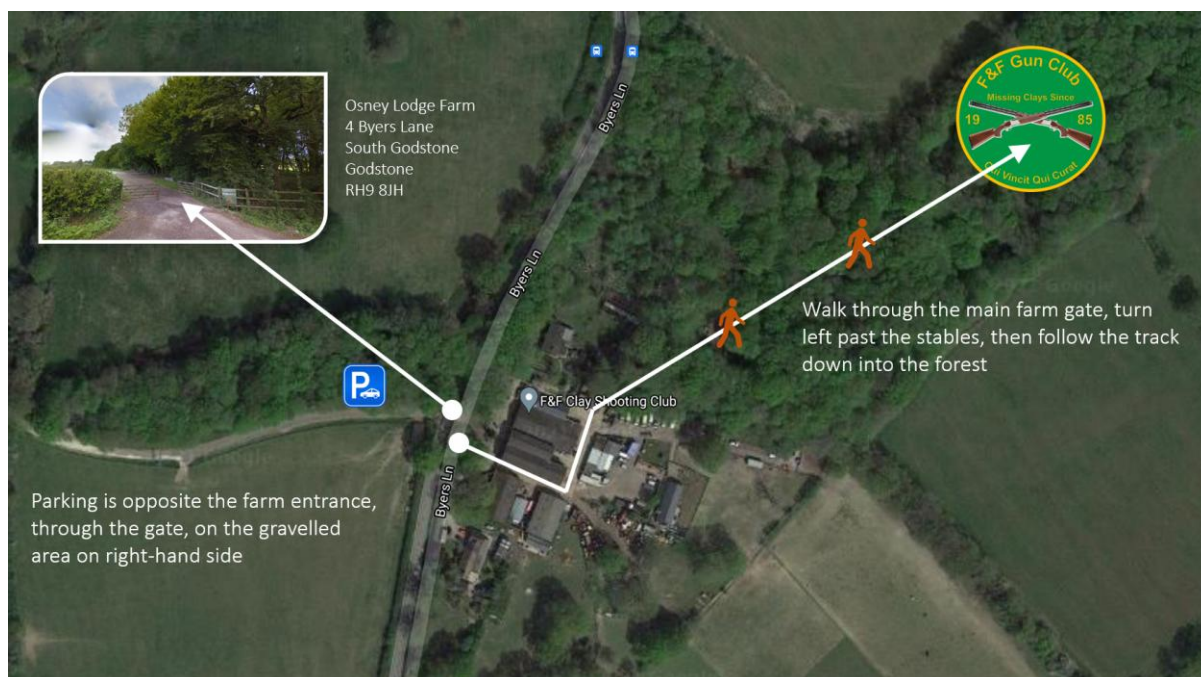 Osney Lodge Farm
4 Byers Lane
South Godstone
Godstone
RH9 8JH
F&F Gun Club
Missing Clays Since
19 85
Qui Vincit Qui Curat
Byers Ln
Byers Ln
Walk through the main farm gate, turn
left past the stables, then follow the track
down into the forest
P
F&F Clay Shooting Club
Byers Ln
Parking is opposite the farm entrance,
through the gate, on the gravelled
area on right-hand side